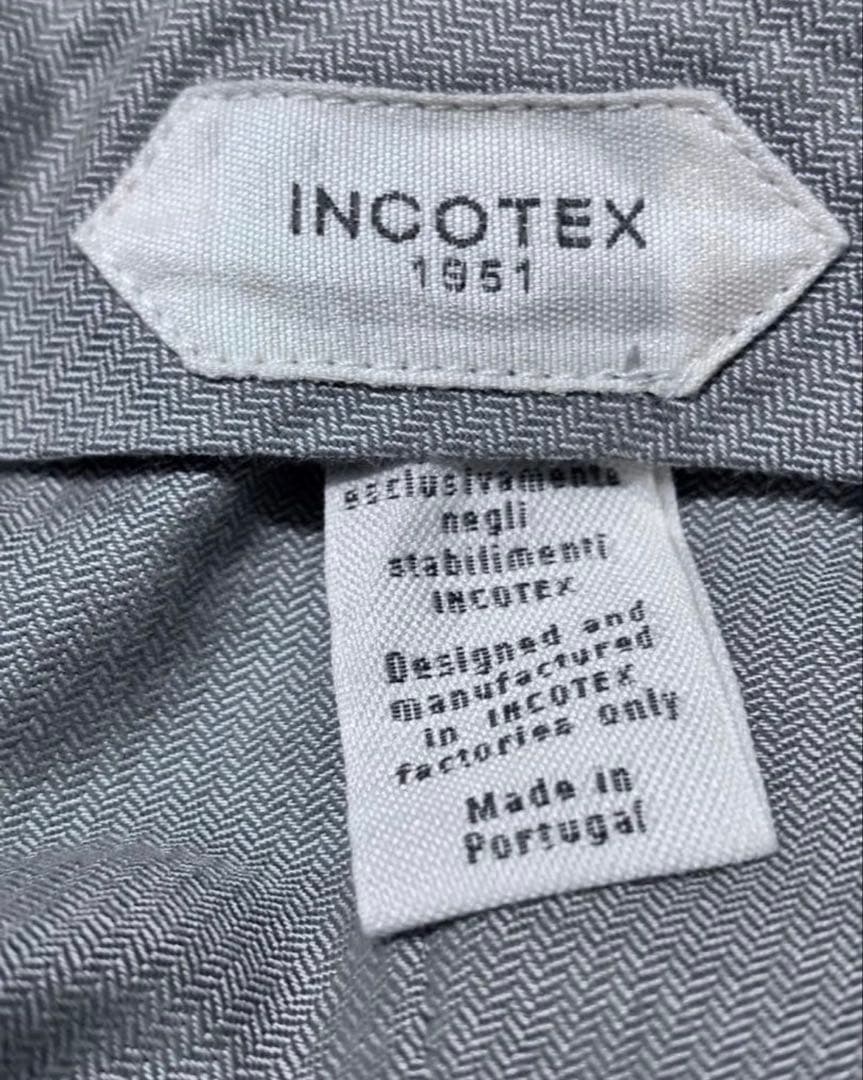 INCOTEX
1951
esclusivamente
negli
stabilimenti
INCOTEX
Designed and
manufactured
in INCOTEX
factories only
Made in
Portugal